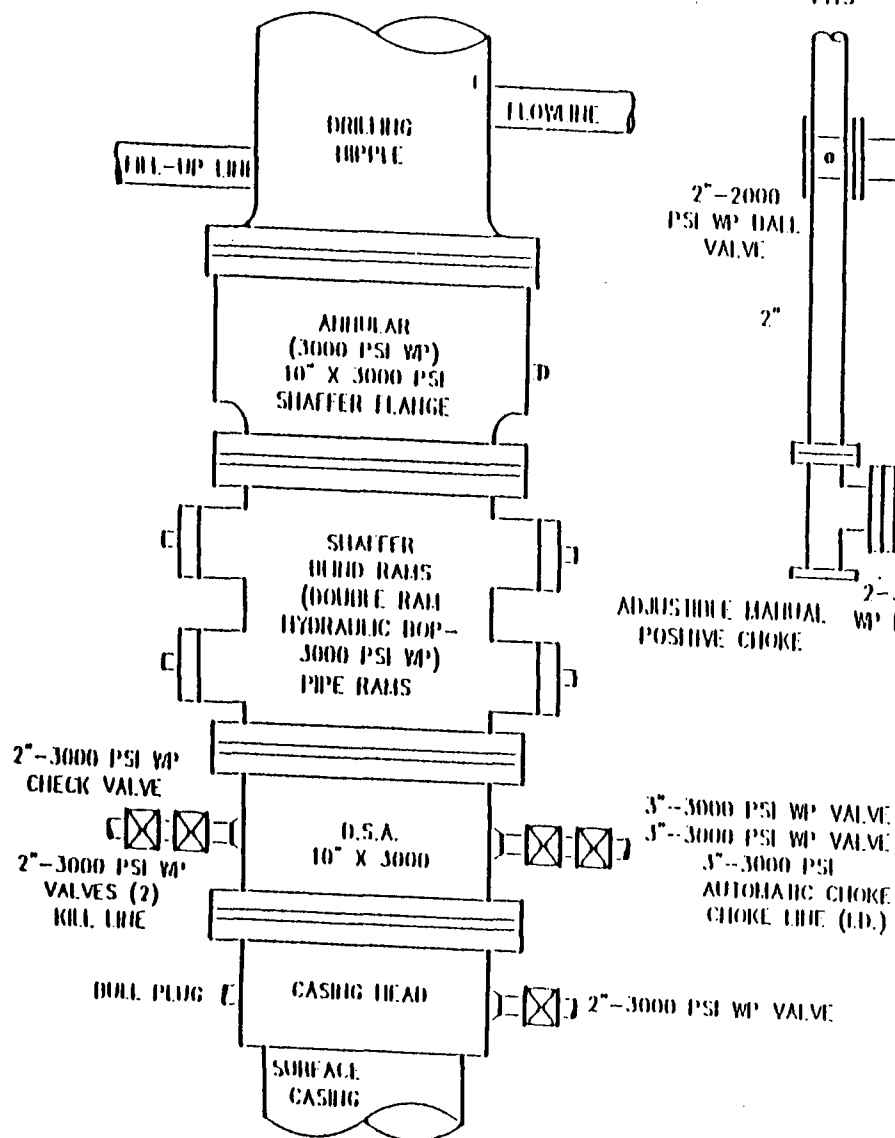 FLOWLINE
DRILLING
NIPPLE
FILL-UP LINE
2"-2000
PSI WP BALL
VALVE
2"
ANNULAR
(3000 PSI WP)
10" X 3000 PSI
SHAFFER FLANGE
SHAFFER
BLIND RAMS
(DOUBLE RAM
HYDRAULIC BOP-
3000 PSI WP)
PIPE RAMS
ADJUSTIBLE MANUAL
POSITIVE CHOKE
2-
WP
2"-3000 PSI WP
CHECK VALVE
2"-3000 PSI WP
VALVES (2)
KILL LINE
D.S.A.
10" X 3000
3"-3000 PSI WP VALVE
3"-3000 PSI WP VALVE
3"-3000 PSI
AUTOMATIC CHOKE
CHOKE LINE (I.D.)
BULL PLUG
CASING HEAD
2"-3000 PSI WP VALVE
SURFACE
CASING